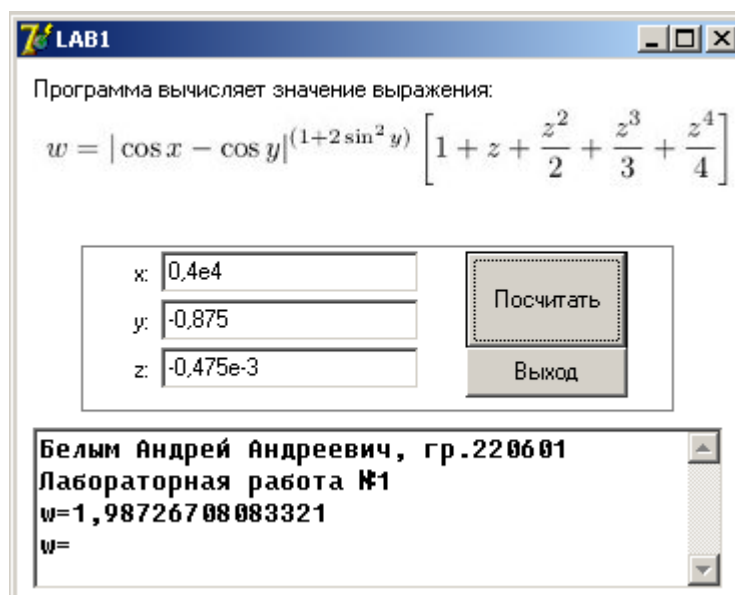 LAB1
Программа вычисляет значение выражения:
w = |cos x − cos y|^(1+2 sin² y) [1 + z + z²/2 + z³/3 + z⁴/4]
x: 0,4e4
y: -0,875
z: -0,475e-3
Посчитать
Выход
Белым Андрей Андреевич, гр.220601
Лабораторная работа №1
w=1,98726708083321
w=